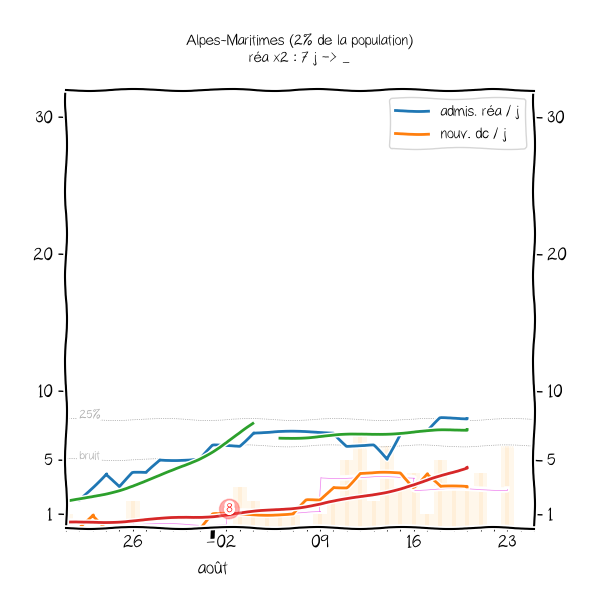 Alpes-Maritimes (2% de la population)
réa x2 : 7 j -> _
admis. réa / j
nouv. dc / j
30
30
20
20
10
10
25%
bruit
5
5
8
1
1
26
02
09
16
23
août